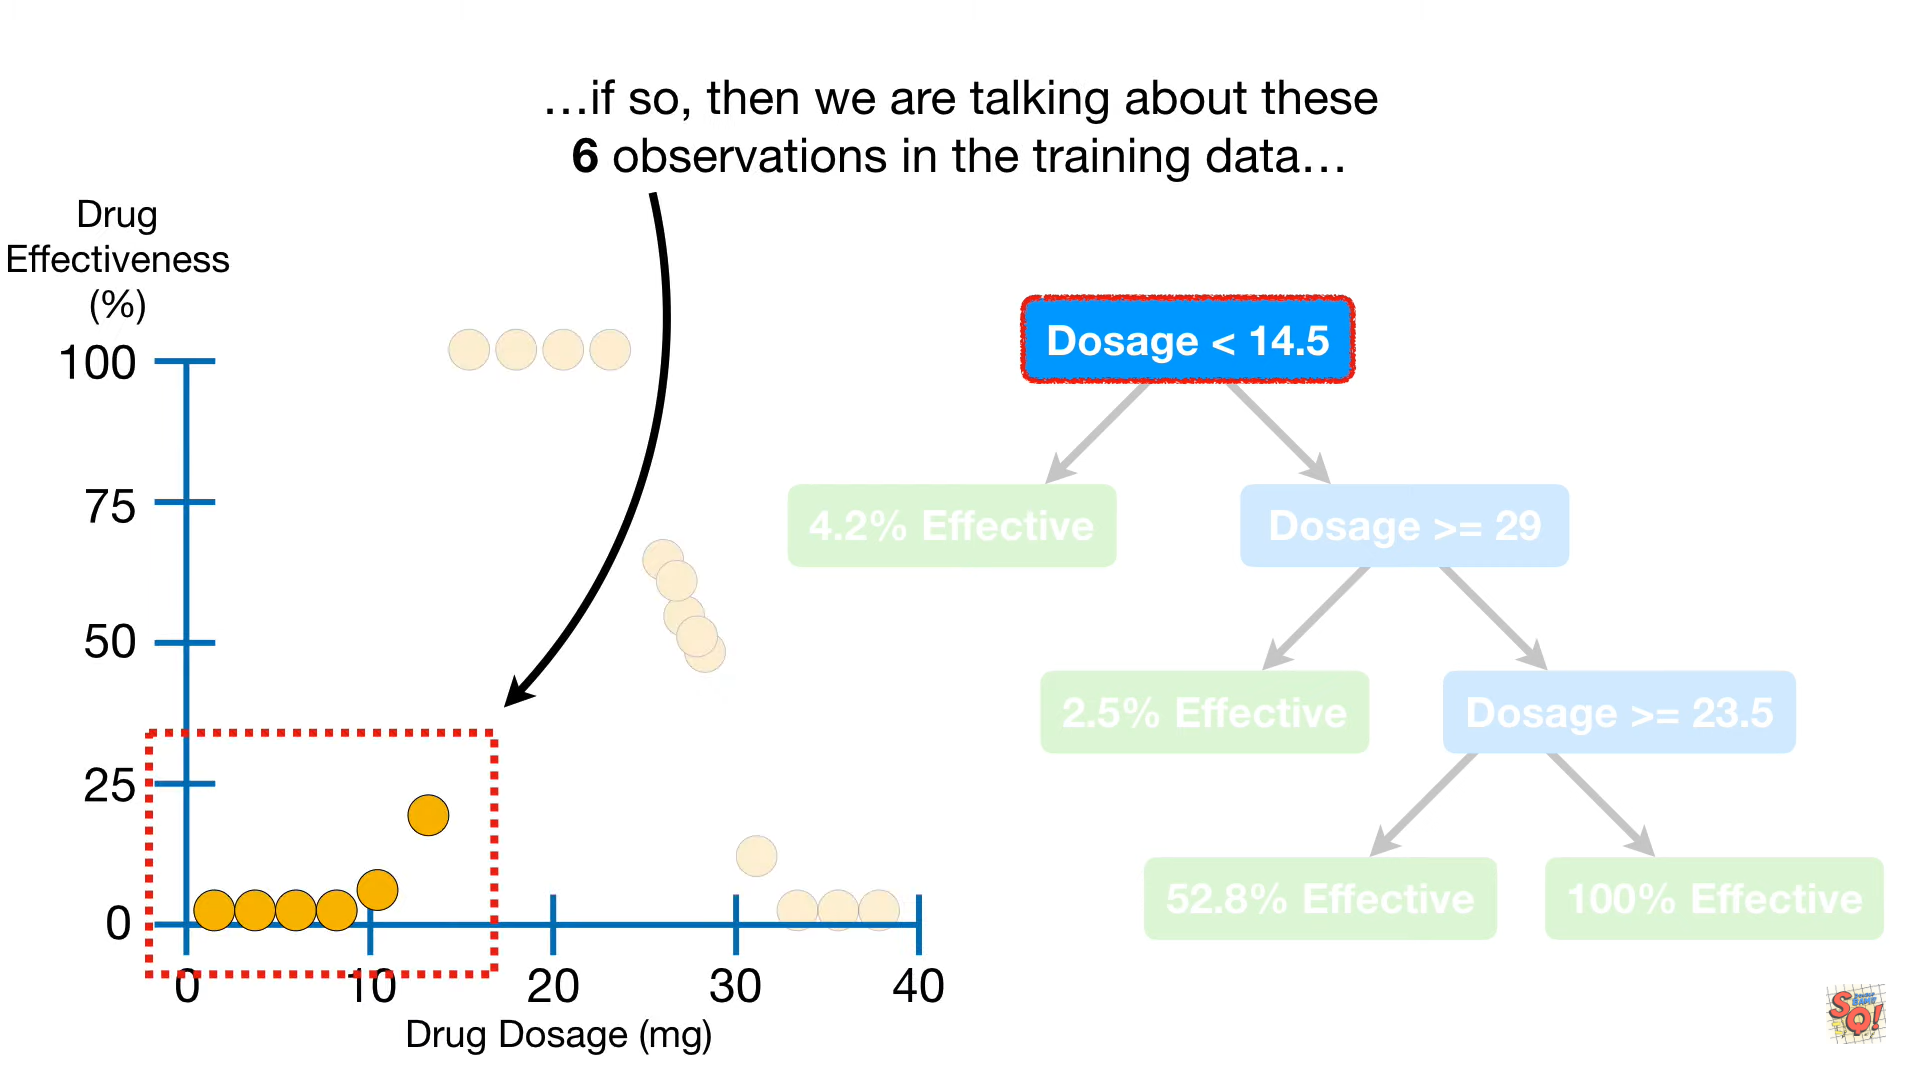 …if so, then we are talking about these
6 observations in the training data…
Drug
Effectiveness
(%)
100
75
50
25
0
0
10
20
30
40
Drug Dosage (mg)
Dosage < 14.5
4.2% Effective
Dosage >= 29
2.5% Effective
Dosage >= 23.5
52.8% Effective
100% Effective
SQ!